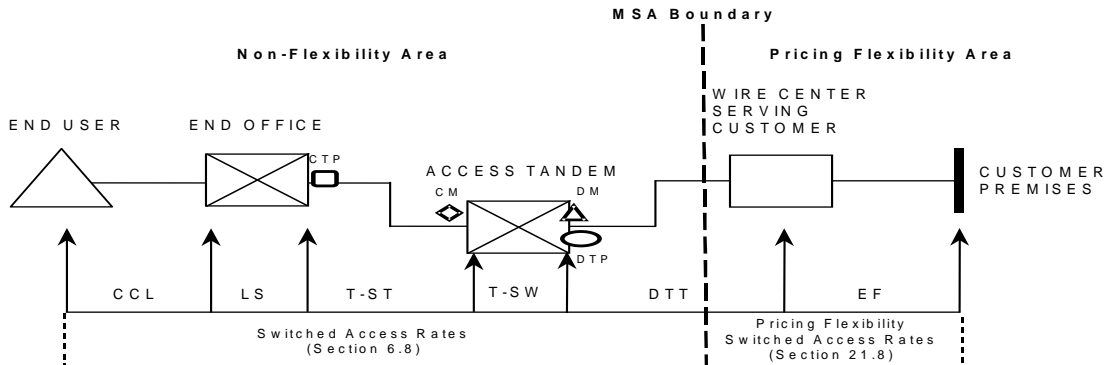 MSA Boundary
Non-Flexibility Area
Pricing Flexibility Area
WIRE CENTER
SERVING
CUSTOMER
END USER
END OFFICE
CTP
ACCESS TANDEM
CM
DM
DTP
CUSTOMER
PREMISES
CCL
LS
T-ST
T-SW
DTT
EF
Switched Access Rates
(Section 6.8)
Pricing Flexibility
Switched Access Rates
(Section 21.8)